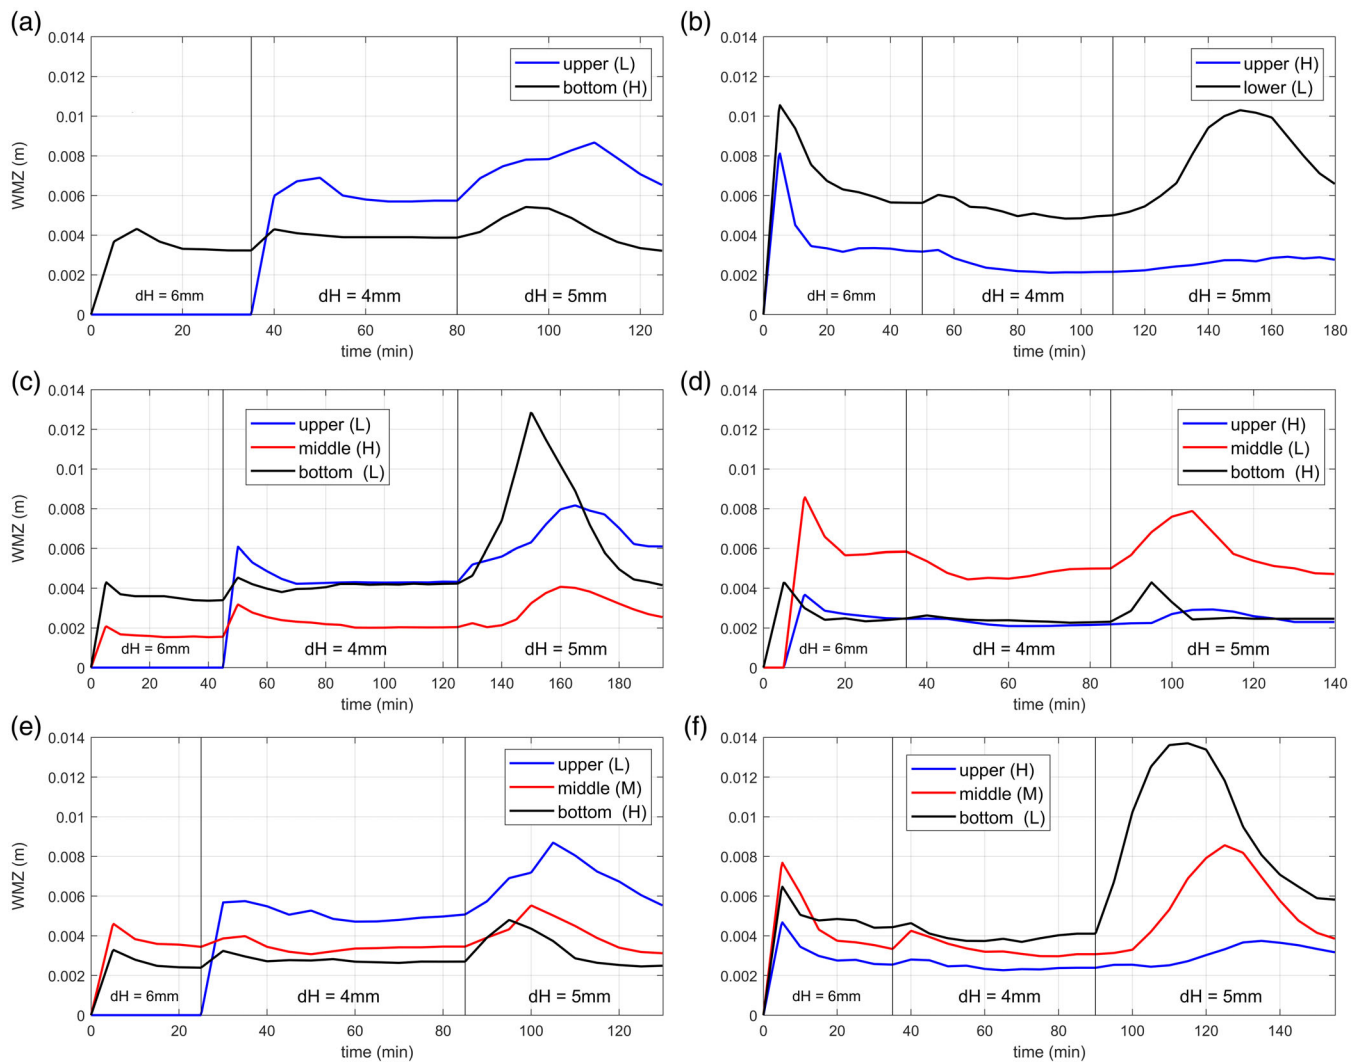 (a)
0.014
0.012
0.01
0.008
0.006
0.004
0.002
0
WMZ (m)
upper (L)
bottom (H)
dH = 6mm
dH = 4mm
dH = 5mm
0 20 40 60 80 100 120
time (min)
(b)
0.014
0.012
0.01
0.008
0.006
0.004
0.002
0
WMZ (m)
upper (H)
lower (L)
dH = 6mm
dH = 4mm
dH = 5mm
0 20 40 60 80 100 120 140 160 180
time (min)
(c)
0.014
0.012
0.01
0.008
0.006
0.004
0.002
0
WMZ (m)
upper (L)
middle (H)
bottom (L)
dH = 6mm
dH = 4mm
dH = 5mm
0 20 40 60 80 100 120 140 160 180
time (min)
(d)
0.014
0.012
0.01
0.008
0.006
0.004
0.002
0
WMZ (m)
upper (H)
middle (L)
bottom (H)
dH = 6mm
dH = 4mm
dH = 5mm
0 20 40 60 80 100 120 140
time (min)
(e)
0.014
0.012
0.01
0.008
0.006
0.004
0.002
0
WMZ (m)
upper (L)
middle (M)
bottom (H)
dH = 6mm
dH = 4mm
dH = 5mm
0 20 40 60 80 100 120
time (min)
(f)
0.014
0.012
0.01
0.008
0.006
0.004
0.002
0
WMZ (m)
upper (H)
middle (M)
bottom (L)
dH = 6mm
dH = 4mm
dH = 5mm
0 20 40 60 80 100 120 140
time (min)